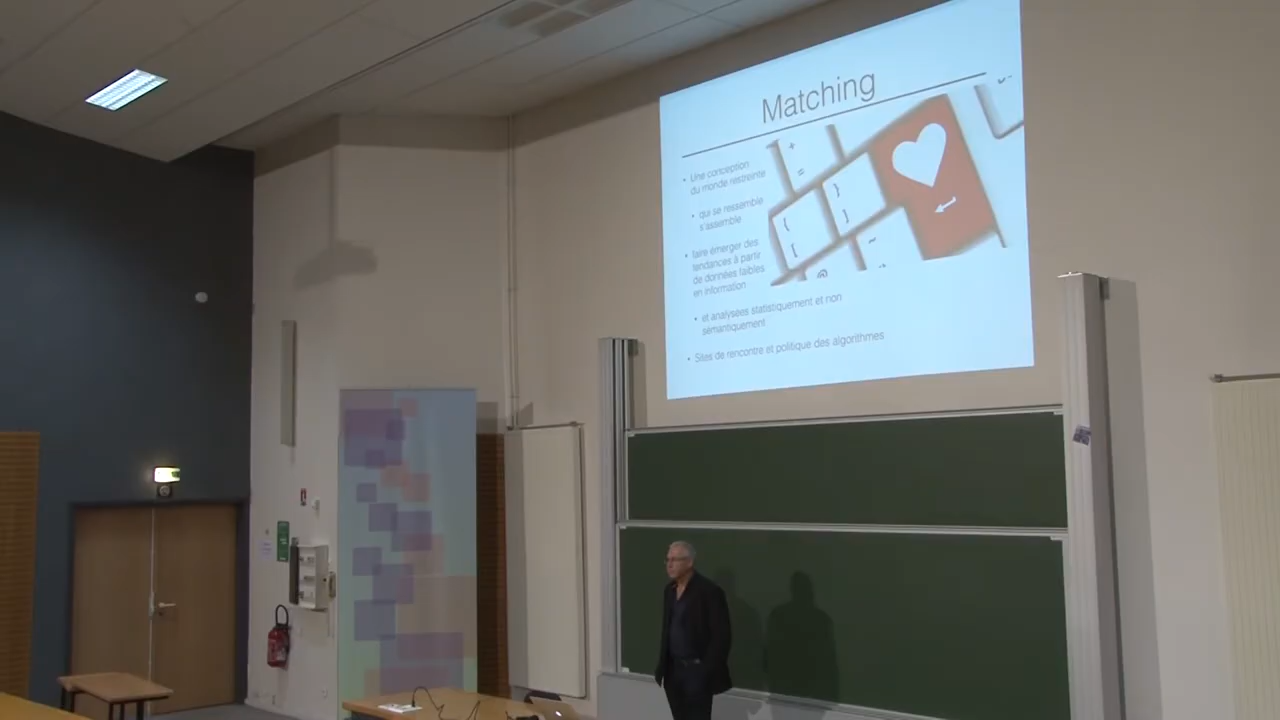 Matching
• Une conception
du monde restreinte
• qui se ressemble
s'assemble
• faire émerger des
tendances à partir
de données faibles
en information
• et analysées statistiquement et non
sémantiquement
• Sites de rencontre et politique des algorithmes
+
=
{
[
}
]
~
@